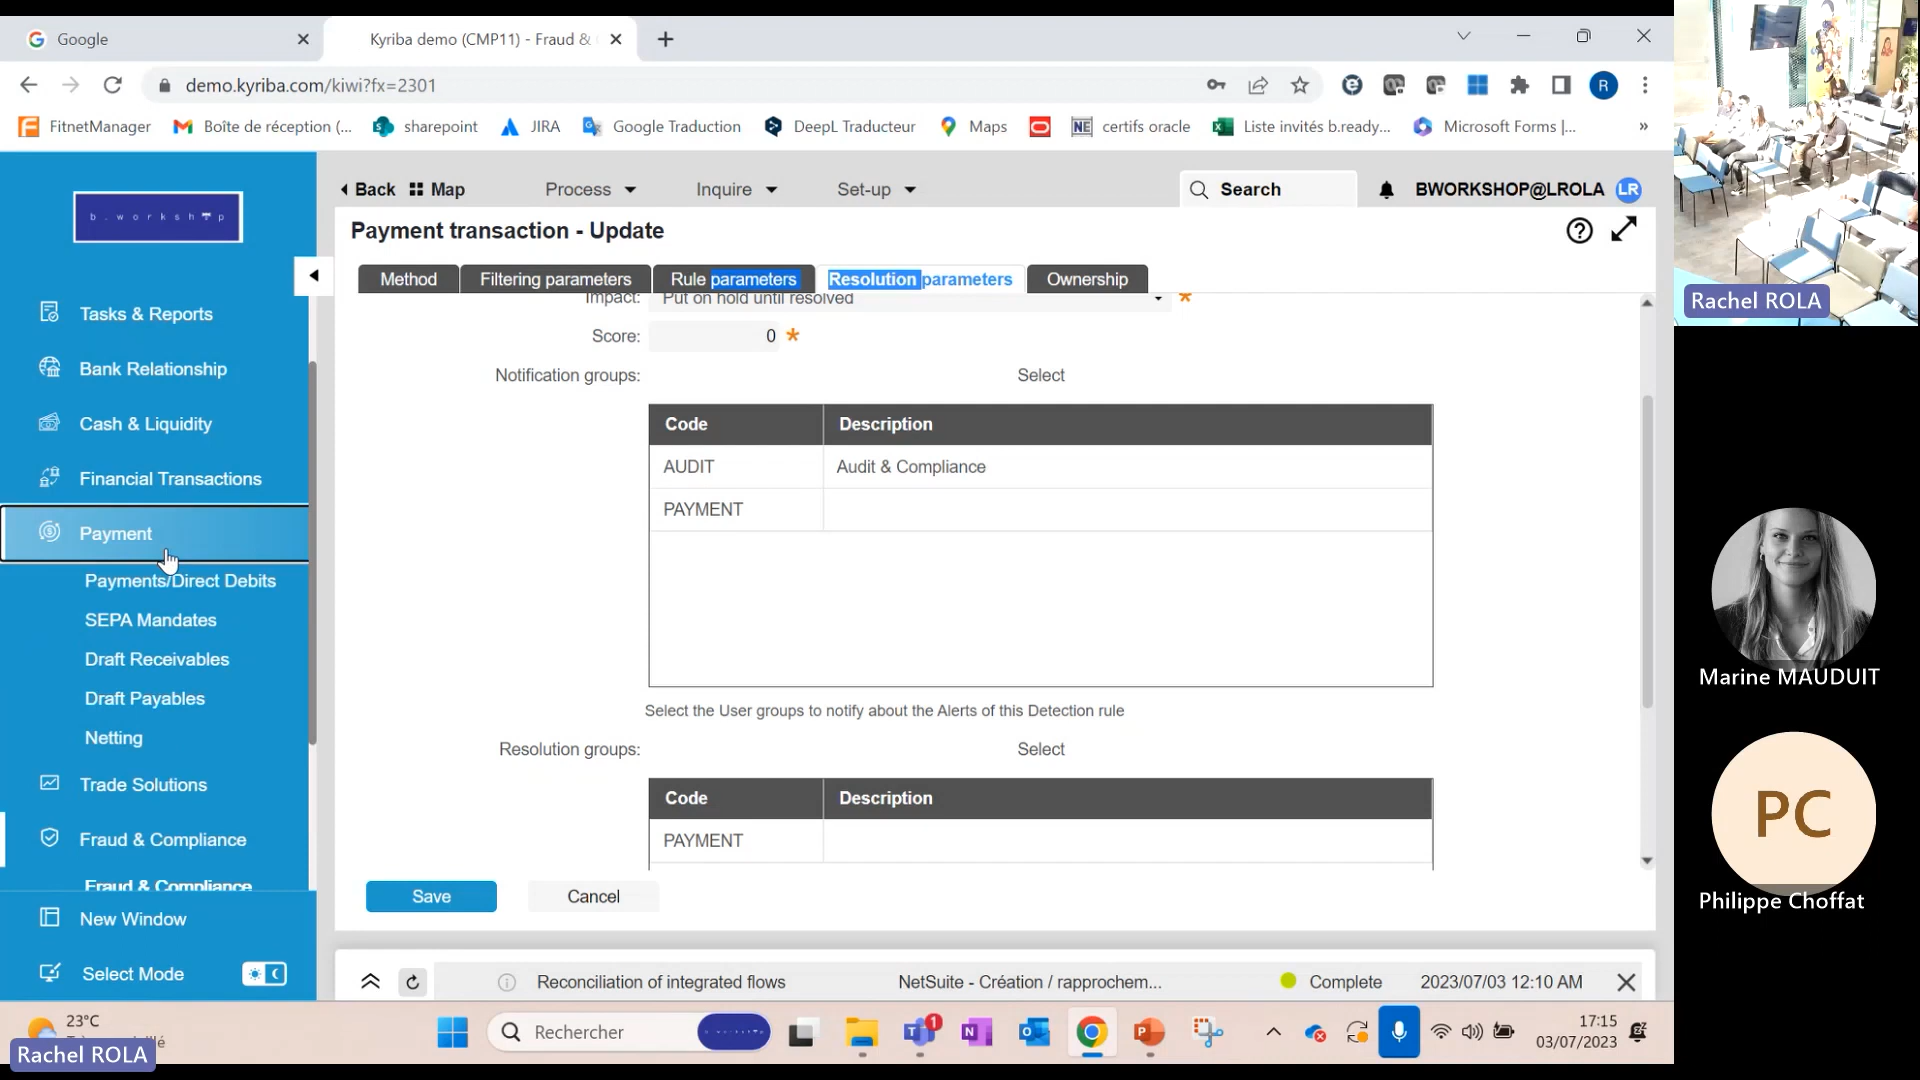 Google
Kyriba demo (CMP11) - Fraud &
demo.kyriba.com/kiwi?fx=2301
R
FitnetManager
Boîte de réception (...
sharepoint
JIRA
Google Traduction
DeepL Traducteur
Maps
NE
certifs oracle
Liste invités b.ready...
Microsoft Forms |...
»
b.workshop
Back
Map
Process
Inquire
Set-up
Search
BWORKSHOP@LROLA
LR
Payment transaction - Update
Method
Filtering parameters
Rule parameters
Resolution parameters
Ownership
Impact:
Put on hold until resolved
*
Score:
0
*
Notification groups:
Select
Code
Description
AUDIT
Audit & Compliance
PAYMENT
Select the User groups to notify about the Alerts of this Detection rule
Resolution groups:
Select
Code
Description
PAYMENT
Save
Cancel
Tasks & Reports
Bank Relationship
Cash & Liquidity
Financial Transactions
Payment
Payments/Direct Debits
SEPA Mandates
Draft Receivables
Draft Payables
Netting
Trade Solutions
Fraud & Compliance
Fraud & Compliance
New Window
Select Mode
Reconciliation of integrated flows
NetSuite - Création / rapprochem...
Complete
2023/07/03 12:10 AM
23°C
Rechercher
1
17:15
03/07/2023
Rachel ROLA
Rachel ROLA
Marine MAUDUIT
PC
Philippe Choffat